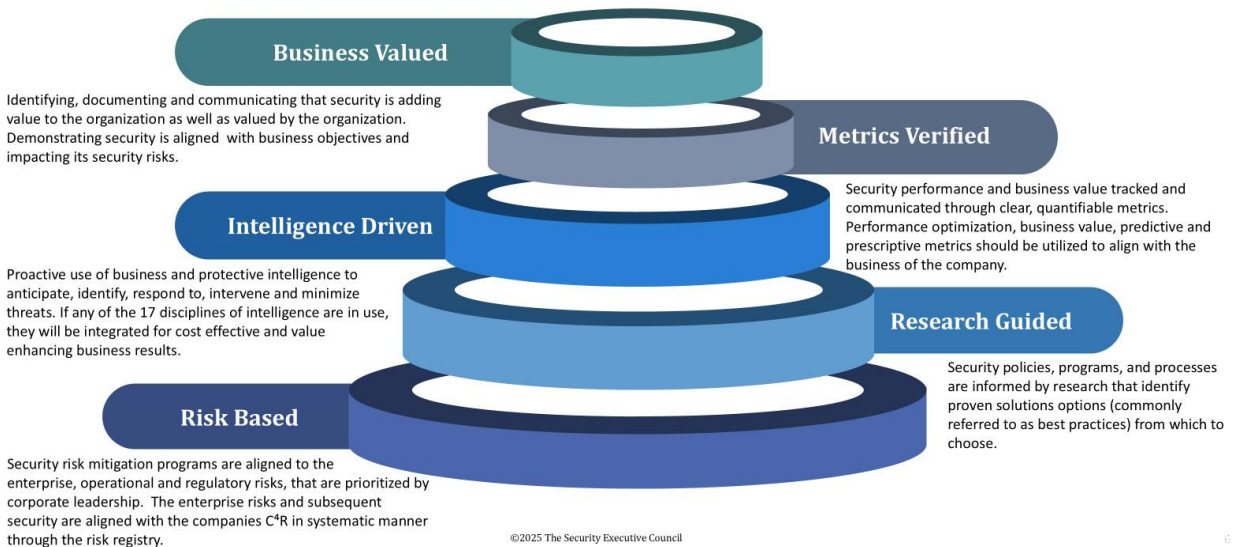 Business Valued
Identifying, documenting and communicating that security is adding
value to the organization as well as valued by the organization.
Demonstrating security is aligned with business objectives and
impacting its security risks.
Metrics Verified
Security performance and business value tracked and
communicated through clear, quantifiable metrics.
Performance optimization, business value, predictive and
prescriptive metrics should be utilized to align with the
business of the company.
Intelligence Driven
Proactive use of business and protective intelligence to
anticipate, identify, respond to, intervene and minimize
threats. If any of the 17 disciplines of intelligence are in use,
they will be integrated for cost effective and value
enhancing business results.
Research Guided
Security policies, programs, and processes
are informed by research that identify
proven solutions options (commonly
referred to as best practices) from which to
choose.
Risk Based
Security risk mitigation programs are aligned to the
enterprise, operational and regulatory risks, that are prioritized by
corporate leadership.  The enterprise risks and subsequent
security are aligned with the companies C⁴R in systematic manner
through the risk registry.
©2025 The Security Executive Council
6